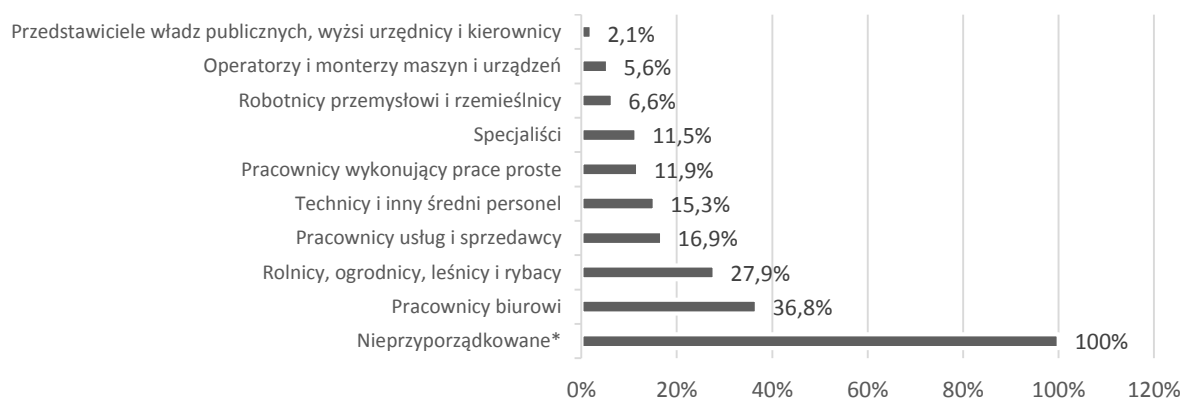 Przedstawiciele władz publicznych, wyżsi urzędnicy i kierownicy 2,1%
Operatorzy i monterzy maszyn i urządzeń 5,6%
Robotnicy przemysłowi i rzemieślnicy 6,6%
Specjaliści 11,5%
Pracownicy wykonujący prace proste 11,9%
Technicy i inny średni personel 15,3%
Pracownicy usług i sprzedawcy 16,9%
Rolnicy, ogrodnicy, leśnicy i rybacy 27,9%
Pracownicy biurowi 36,8%
Nieprzyporządkowane* 100%
0% 20% 40% 60% 80% 100% 120%